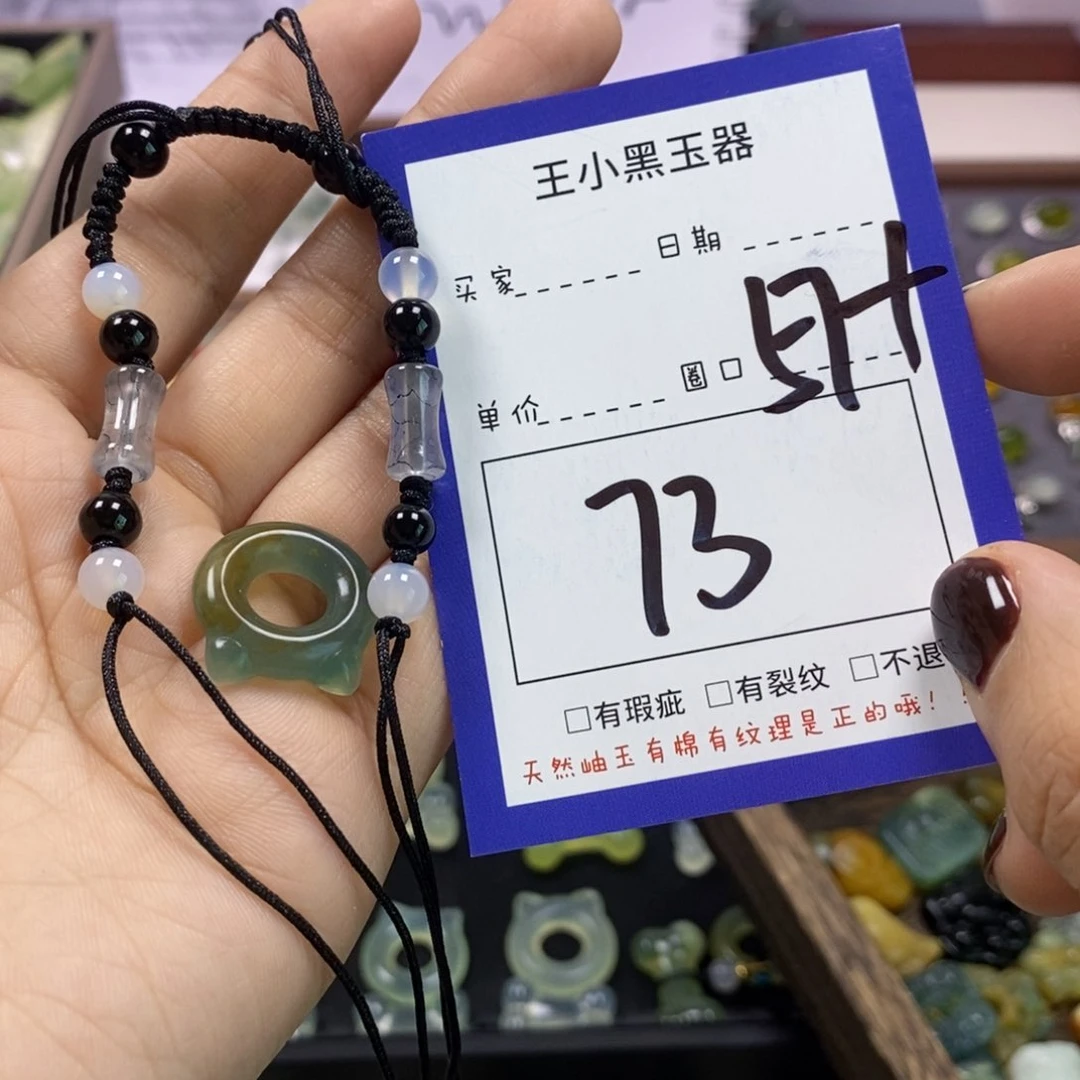 王小黑玉器
买家 日期
单价 圈口
73
□有瑕疵 □有裂纹 □不退
天然岫玉有棉有纹理是正的哦！